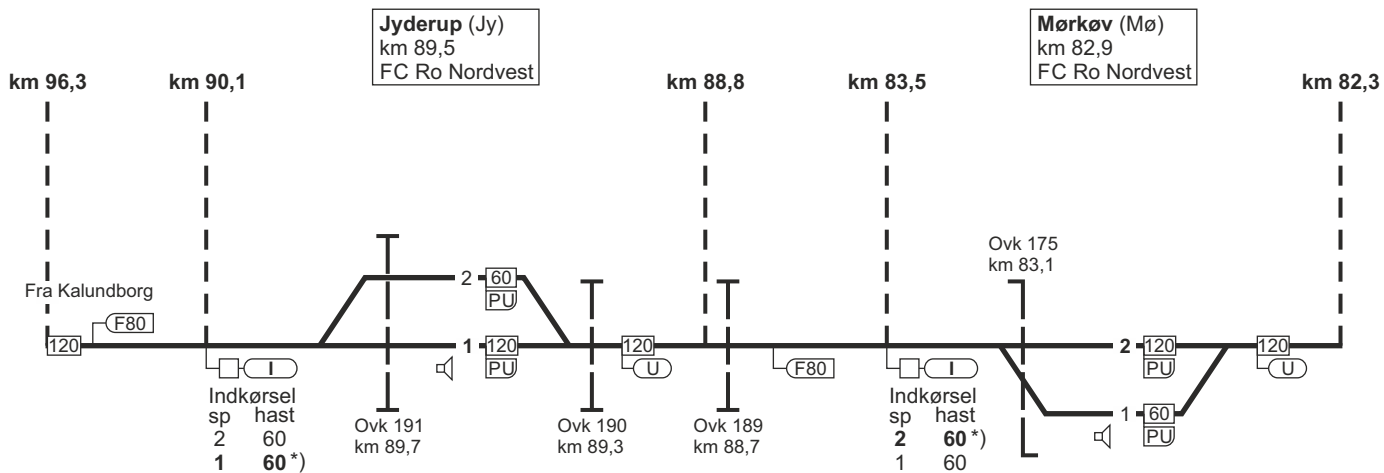 Jyderup (Jy)
km 89,5
FC Ro Nordvest
Mørkøv (Mø)
km 82,9
FC Ro Nordvest
km 96,3
km 90,1
km 88,8
km 83,5
km 82,3
Ovk 175
km 83,1
Fra Kalundborg
2
60
PU
F80
120
1
120
PU
120
U
F80
2
120
PU
120
U
I
I
1
60
PU
Indkørsel
sp hast
2 60
1 60 *)
Ovk 191
km 89,7
Ovk 190
km 89,3
Ovk 189
km 88,7
Indkørsel
sp hast
2 60 *)
1 60